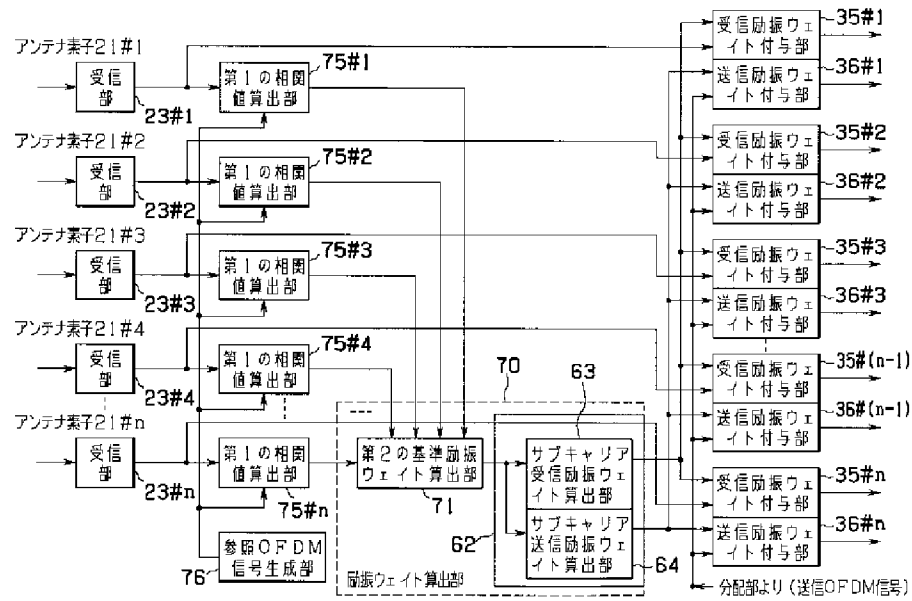 アンテナ素子21#1
受信
部
23#1
第1の相関
値算出部
75#1
アンテナ素子21#2
受信
部
23#2
第1の相関
値算出部
75#2
アンテナ素子21#3
受信
部
23#3
第1の相関
値算出部
75#3
アンテナ素子21#4
受信
部
23#4
第1の相関
値算出部
75#4
アンテナ素子21#n
受信
部
23#n
第1の相関
値算出部
75#n
参照OFDM
信号生成部
76
第2の基準励振
ウェイト算出部
71
励振ウェイト算出部
70
63
サブキャリア
受信励振ウェ
イト算出部
サブキャリア
送信励振ウェ
イト算出部
62
64
受信励振ウェ
イト付与部
35#1
送信励振ウェ
イト付与部
36#1
受信励振ウェ
イト付与部
35#2
送信励振ウェ
イト付与部
36#2
受信励振ウェ
イト付与部
35#3
送信励振ウェ
イト付与部
36#3
受信励振ウェ
イト付与部
35#(n-1)
送信励振ウェ
イト付与部
36#(n-1)
受信励振ウェ
イト付与部
35#n
送信励振ウェ
イト付与部
36#n
分配部より(送信OFDM信号)